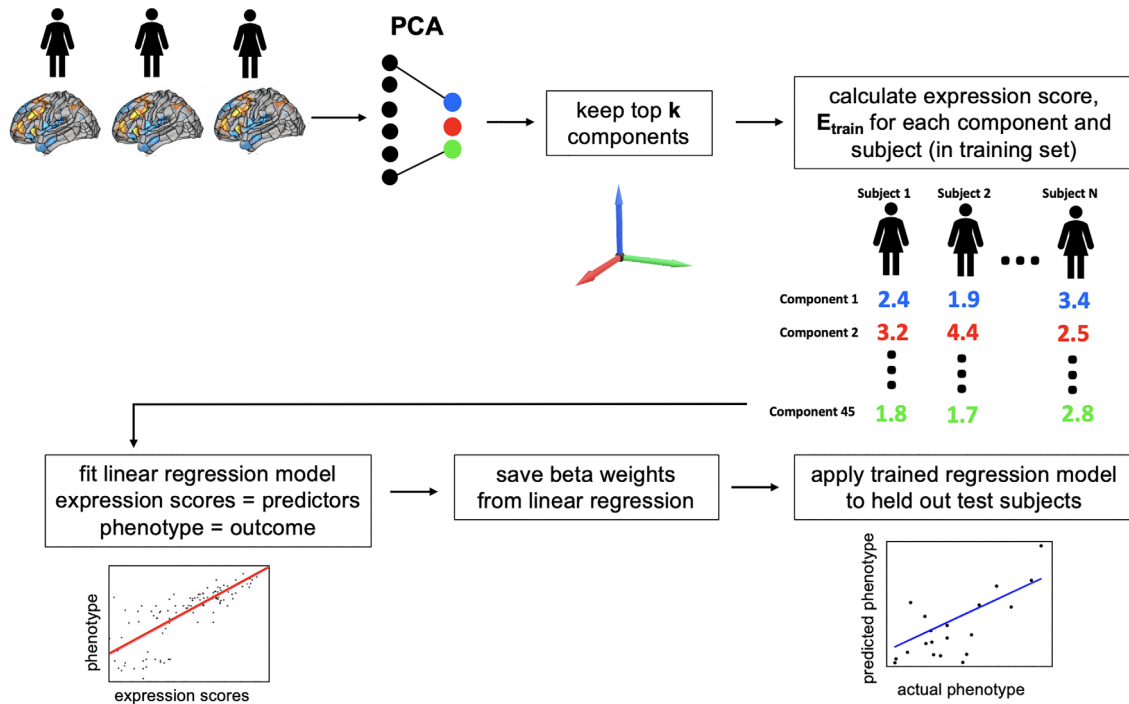 PCA
keep top k
components
calculate expression score,
E_train for each component and
subject (in training set)
Subject 1 Subject 2 Subject N
Component 1 2.4 1.9 3.4
Component 2 3.2 4.4 2.5
Component 45 1.8 1.7 2.8
fit linear regression model
expression scores = predictors
phenotype = outcome
save beta weights
from linear regression
apply trained regression model
to held out test subjects
phenotype
expression scores
predicted phenotype
actual phenotype